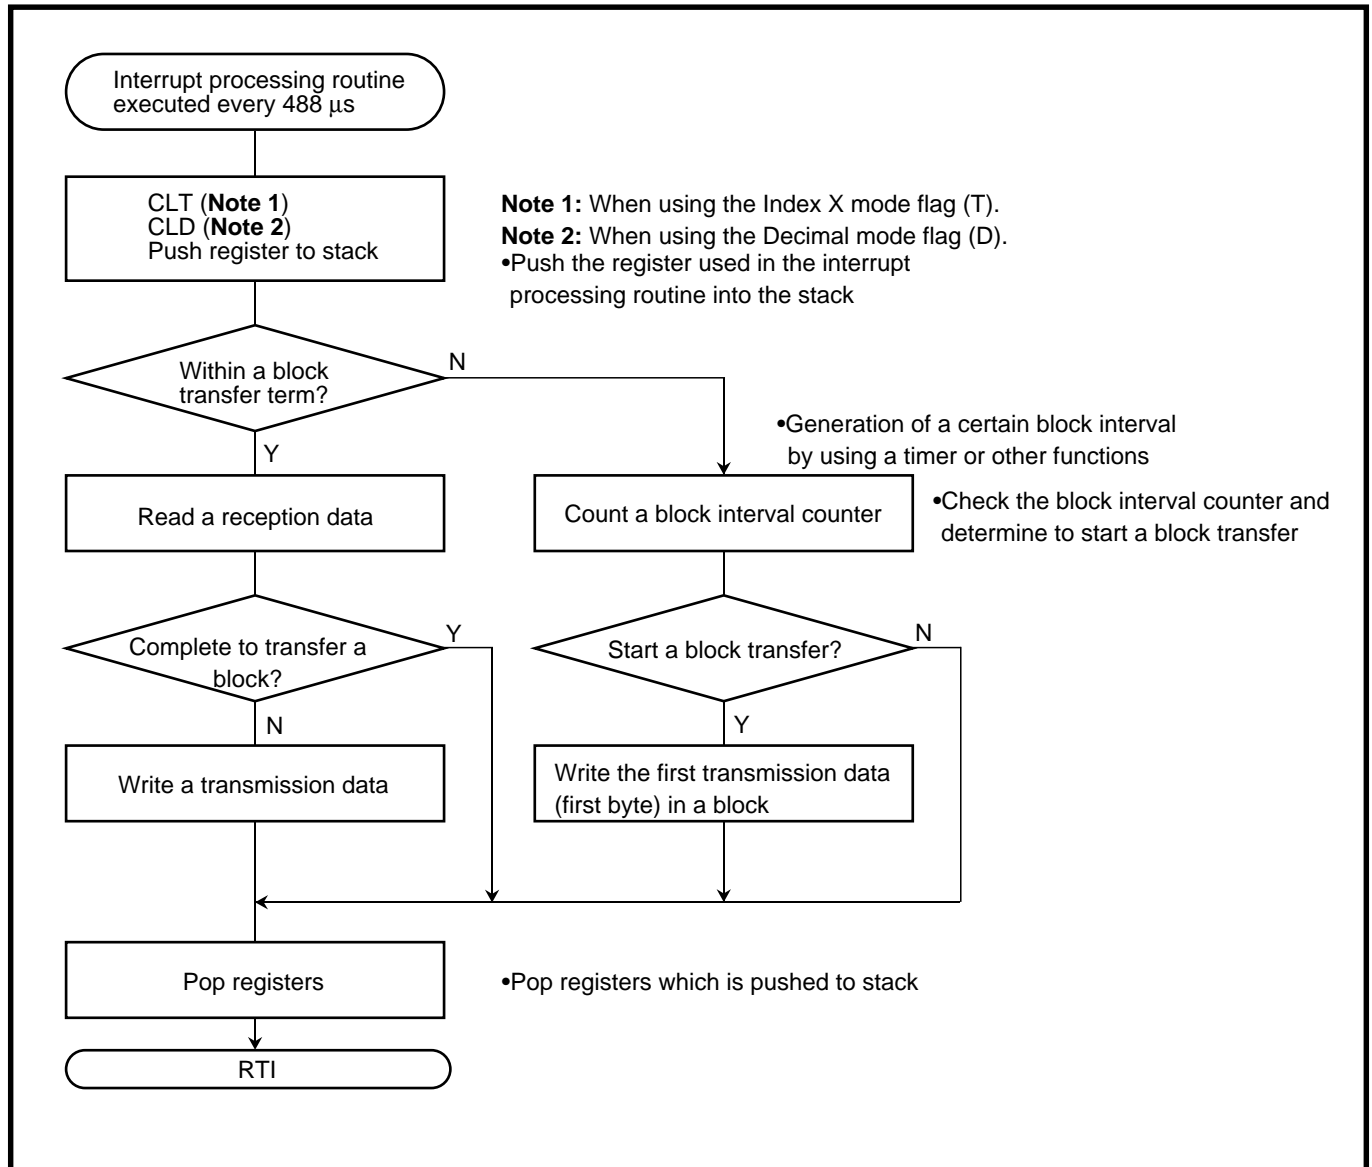 Interrupt processing routine
executed every 488 μs
CLT (Note 1)
CLD (Note 2)
Push register to stack
Note 1: When using the Index X mode flag (T).
Note 2: When using the Decimal mode flag (D).
•Push the register used in the interrupt
processing routine into the stack
Within a block
transfer term?
N
Y
•Generation of a certain block interval
by using a timer or other functions
Read a reception data
Count a block interval counter
•Check the block interval counter and
determine to start a block transfer
Complete to transfer a
block?
Y
N
Start a block transfer?
N
Y
Write a transmission data
Write the first transmission data
(first byte) in a block
Pop registers
•Pop registers which is pushed to stack
RTI